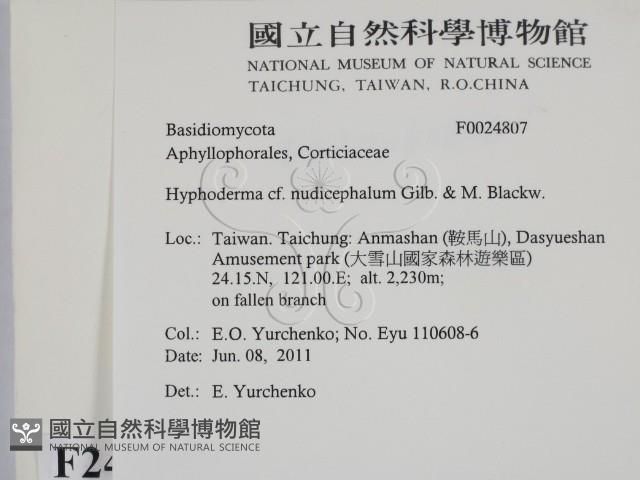 國立自然科學博物館
NATIONAL MUSEUM OF NATURAL SCIENCE
TAICHUNG, TAIWAN, R.O.CHINA
Basidiomycota F0024807
Aphyllophorales, Corticiaceae
Hyphoderma cf. nudicephalum Gilb. & M. Blackw.
Loc.: Taiwan. Taichung: Anmashan (鞍馬山), Dasyueshan
Amusement park (大雪山國家森林遊樂區)
24.15.N, 121.00.E; alt. 2,230m;
on fallen branch
Col.: E.O. Yurchenko; No. Eyu 110608-6
Date: Jun. 08, 2011
Det.: E. Yurchenko
國立自然科學博物館
NATIONAL MUSEUM OF NATURAL SCIENCE
F24